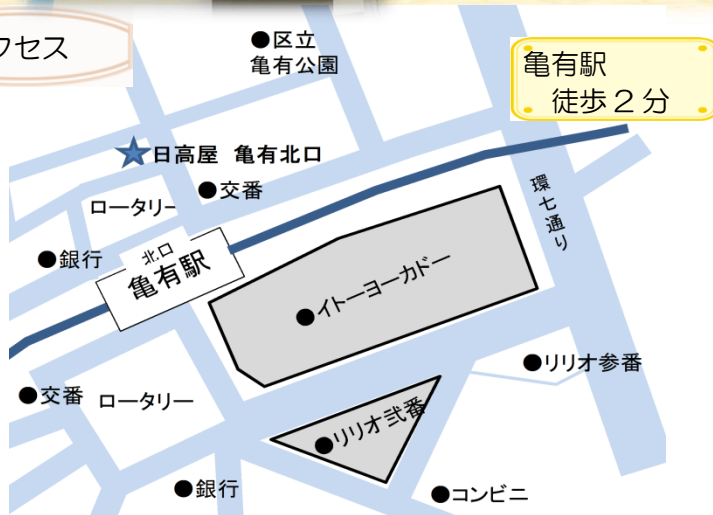 クセス
●区立
亀有公園
亀有駅
徒歩2分
★日高屋 亀有北口
●交番
ロータリー
環七通り
●銀行
北口
亀有駅
●イトーヨーカドー
●リリオ参番
●交番
ロータリー
●リリオ弐番
●銀行
●コンビニ